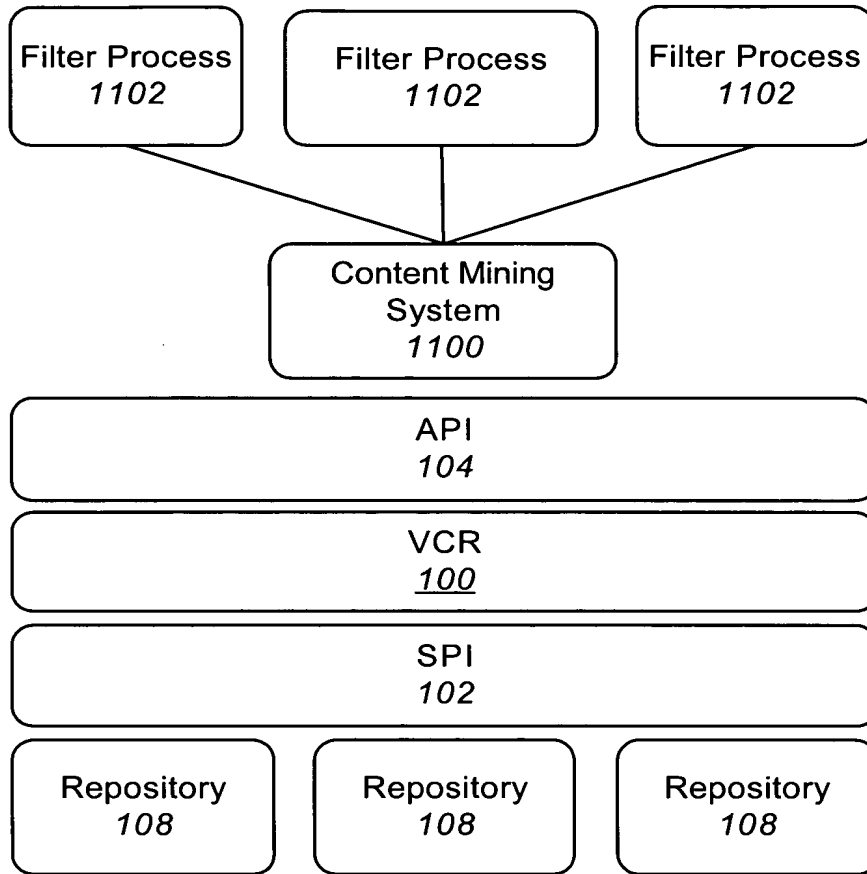 Filter Process
1102
Filter Process
1102
Filter Process
1102
Content Mining
System
1100
API
104
VCR
100
SPI
102
Repository
108
Repository
108
Repository
108